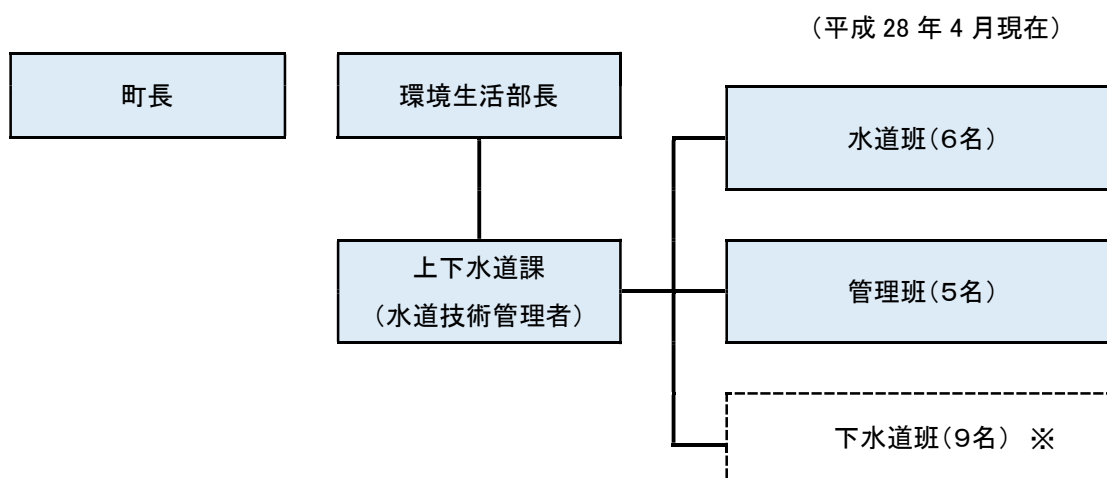 （平成 28 年 4 月現在）
町長
環境生活部長
水道班（６名）
上下水道課
（水道技術管理者）
管理班（５名）
下水道班（９名） ※